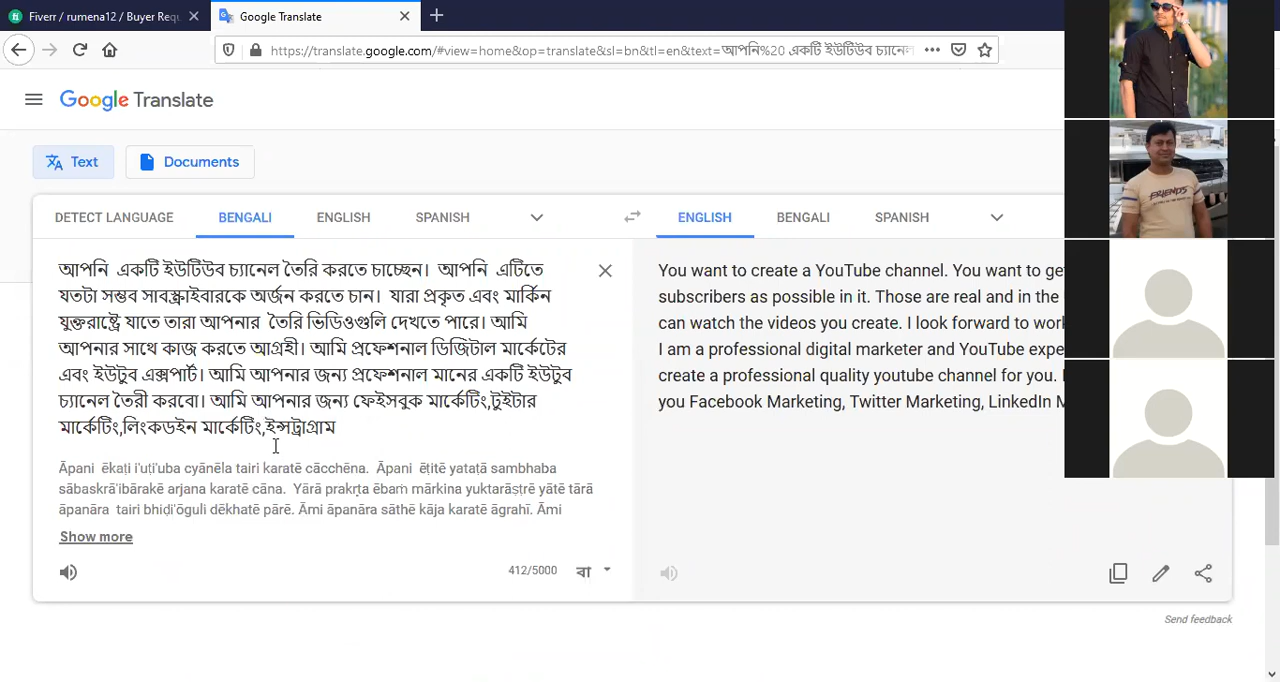 Fiverr / rumena12 / Buyer Requ
Google Translate
https://translate.google.com/#view=home&op=translate&sl=bn&tl=en&text=আপনি%20 একটি ইউটিউব চ্যানেল
Google Translate
Text
Documents
DETECT LANGUAGE BENGALI ENGLISH SPANISH
ENGLISH BENGALI SPANISH
আপনি একটি ইউটিউব চ্যানেল তৈরি করতে চাচ্ছেন। আপনি এটিতে
যতটা সম্ভব সাবস্ক্রাইবারকে অর্জন করতে চান। যারা প্রকৃত এবং মার্কিন
যুক্তরাষ্ট্রে যাতে তারা আপনার তৈরি ভিডিওগুলি দেখতে পারে। আমি
আপনার সাথে কাজ করতে আগ্রহী। আমি প্রফেশনাল ডিজিটাল মার্কেটের
এবং ইউটুব এক্সপার্ট। আমি আপনার জন্য প্রফেশনাল মানের একটি ইউটুব
চ্যানেল তৈরী করবো। আমি আপনার জন্য ফেইসবুক মার্কেটিং,টুইটার
মার্কেটিং,লিংকডইন মার্কেটিং,ইন্সট্রাগ্রাম
Āpani ēkaṭi i'uṭi'uba cyānēla tairi karatē cācchēna. Āpani ēṭitē yataṭā sambhaba
sābaskrā'ibārakē arjana karatē cāna. Yārā prakr̥ta ēbaṁ mārkina yuktarāṣṭrē yātē tārā
āpanāra tairi bhiḍi'ōguli dēkhatē pārē. Āmi āpanāra sāthē kāja karatē āgrahī. Āmi
Show more
412/5000
বা
You want to create a YouTube channel. You want to ge
subscribers as possible in it. Those are real and in the
can watch the videos you create. I look forward to wor
I am a professional digital marketer and YouTube expe
create a professional quality youtube channel for you.
you Facebook Marketing, Twitter Marketing, LinkedIn M
Send feedback
FRIENDS